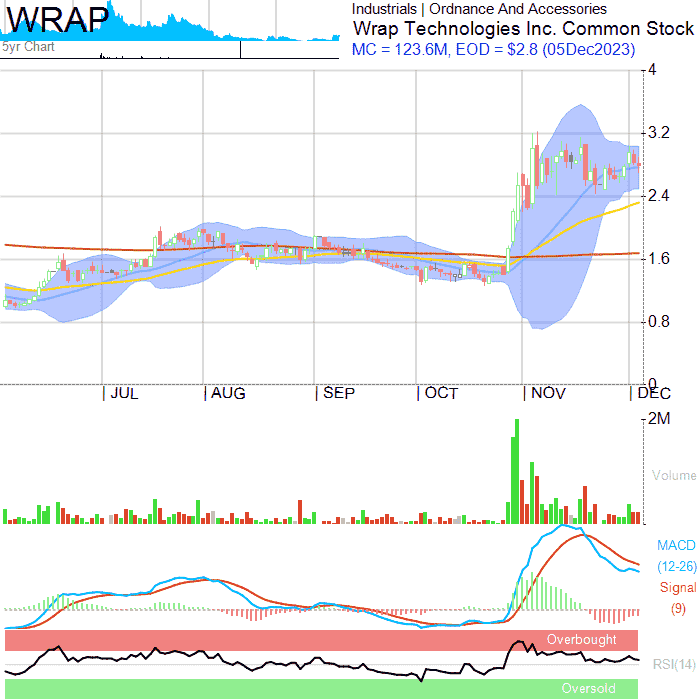 WRAP
5yr Chart
Industrials | Ordnance And Accessories
Wrap Technologies Inc. Common Stock
MC = 123.6M, EOD = $2.8 (05Dec2023)
4
3.2
2.4
1.6
0.8
0
JUL AUG SEP OCT NOV DEC
2M
Volume
MACD
(12-26)
Signal
(9)
Overbought
RSI(14)
Oversold